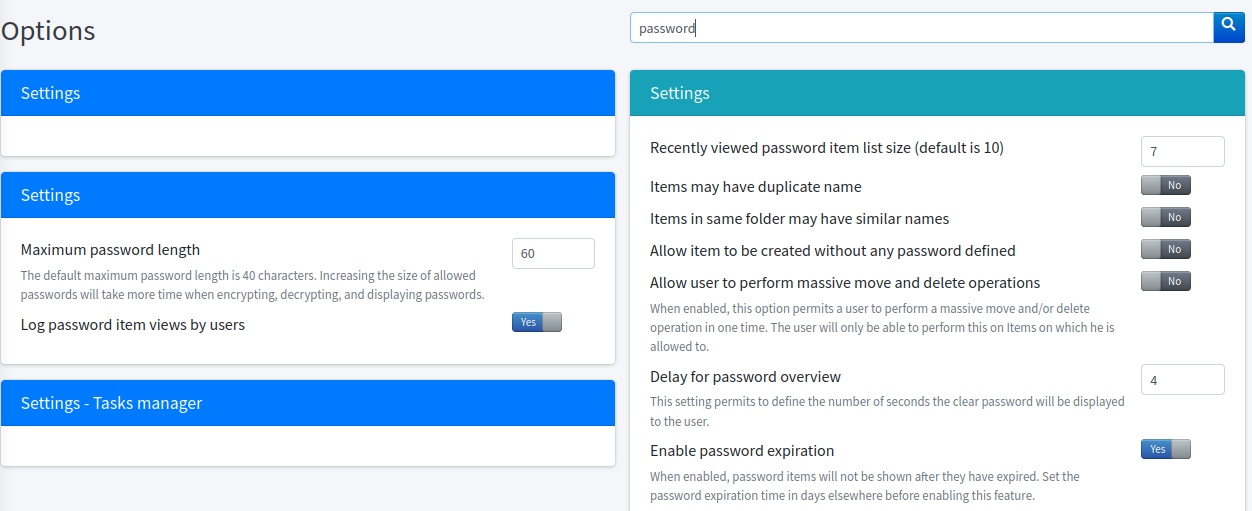 Options
password
Settings
Settings
Maximum password length
60
The default maximum password length is 40 characters. Increasing the size of allowed
passwords will take more time when encrypting, decrypting, and displaying passwords.
Log password item views by users
Yes
Settings - Tasks manager
Settings
Recently viewed password item list size (default is 10)
7
Items may have duplicate name
No
Items in same folder may have similar names
No
Allow item to be created without any password defined
No
Allow user to perform massive move and delete operations
No
When enabled, this option permits a user to perform a massive move and/or delete
operation in one time. The user will only be able to perform this on Items on which he is
allowed to.
Delay for password overview
4
This setting permits to define the number of seconds the clear password will be displayed
to the user.
Enable password expiration
Yes
When enabled, password items will not be shown after they have expired. Set the
password expiration time in days elsewhere before enabling this feature.